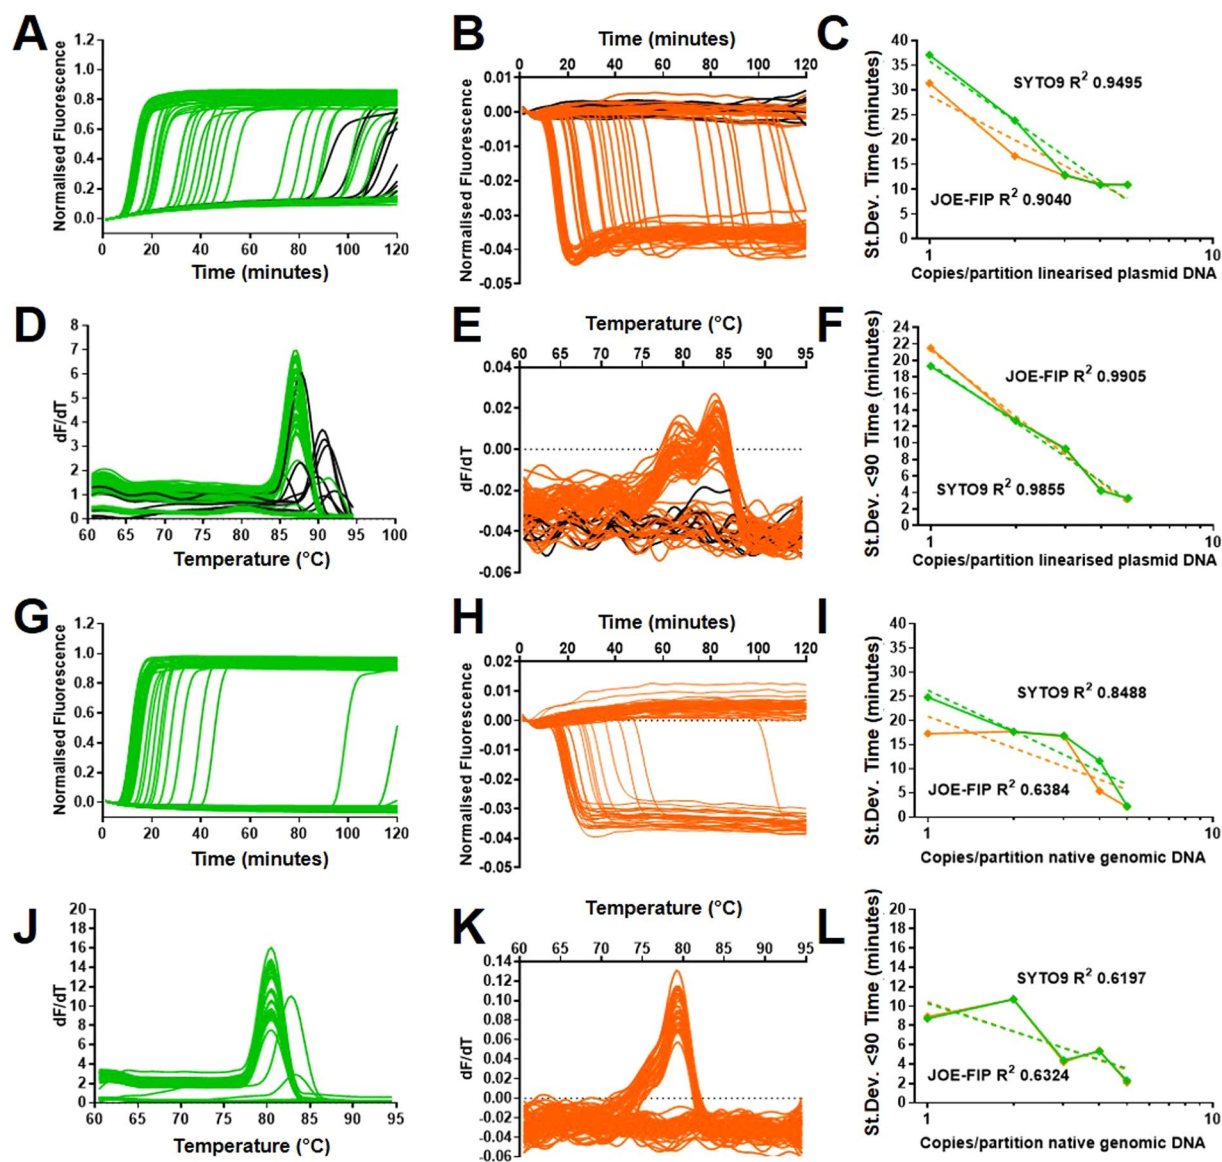 A
Normalised Fluorescence
1.2
1.0
0.8
0.6
0.4
0.2
0.0
0 20 40 60 80 100 120
Time (minutes)
B
Time (minutes)
0 20 40 60 80 100 120
Normalised Fluorescence
0.01
0.00
-0.01
-0.02
-0.03
-0.04
-0.05
C
St.Dev. Time (minutes)
40
35
30
25
20
15
10
5
0
SYTO9 R² 0.9495
JOE-FIP R² 0.9040
1 10
Copies/partition linearised plasmid DNA
D
dF/dT
8
7
6
5
4
3
2
1
0
60 65 70 75 80 85 90 95 100
Temperature (°C)
E
Temperature (°C)
60 65 70 75 80 85 90 95
dF/dT
0.04
0.02
0.00
-0.02
-0.04
-0.06
F
St.Dev. <90 Time (minutes)
24
22
20
18
16
14
12
10
8
6
4
2
0
JOE-FIP R² 0.9905
SYTO9 R² 0.9855
1 10
Copies/partition linearised plasmid DNA
G
Normalised Fluorescence
1.2
1.0
0.8
0.6
0.4
0.2
0.0
0 20 40 60 80 100 120
Time (minutes)
H
Time (minutes)
0 20 40 60 80 100 120
Normalised Fluorescence
0.02
0.01
0.00
-0.01
-0.02
-0.03
-0.04
-0.05
I
St.Dev. Time (minutes)
40
35
30
25
20
15
10
5
0
SYTO9 R² 0.8488
JOE-FIP R² 0.6384
1 10
Copies/partition native genomic DNA
J
dF/dT
20
18
16
14
12
10
8
6
4
2
0
60 65 70 75 80 85 90 95
Temperature (°C)
K
Temperature (°C)
60 65 70 75 80 85 90 95
dF/dT
0.14
0.12
0.10
0.08
0.06
0.04
0.02
0.00
-0.02
-0.04
-0.06
L
St.Dev. <90 Time (minutes)
20
18
16
14
12
10
8
6
4
2
0
SYTO9 R² 0.6197
JOE-FIP R² 0.6324
1 10
Copies/partition native genomic DNA